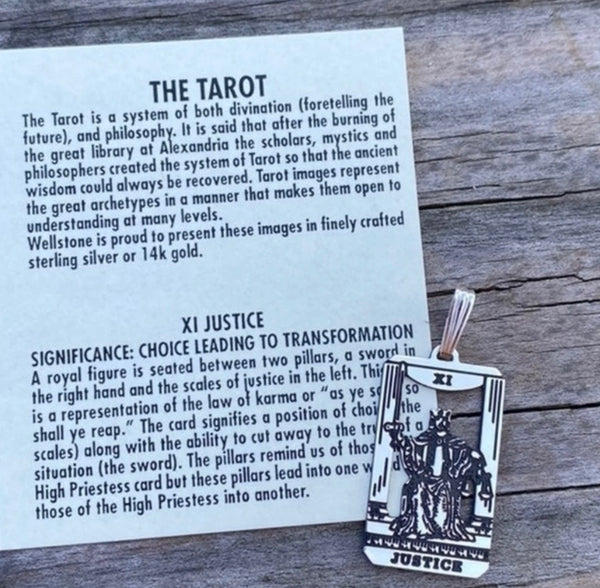 THE TAROT
The Tarot is a system of both divination (foretelling the
future), and philosophy. It is said that after the burning of
the great library at Alexandria the scholars, mystics and
philosophers created the system of Tarot so that the ancient
wisdom could always be recovered. Tarot images represent
the great archetypes in a manner that makes them open to
understanding at many levels.
Wellstone is proud to present these images in finely crafted
sterling silver or 14k gold.
XI JUSTICE
SIGNIFICANCE: CHOICE LEADING TO TRANSFORMATION
A royal figure is seated between two pillars, a sword in
the right hand and the scales of justice in the left. This
is a representation of the law of karma or "as ye so
shall ye reap." The card signifies a position of the
scales) along with the ability to cut away to the of a
situation (the sword). The pillars remind us of
High Priestess card but these pillars lead into one
those of the High Priestess into another.
XI
JUSTICE